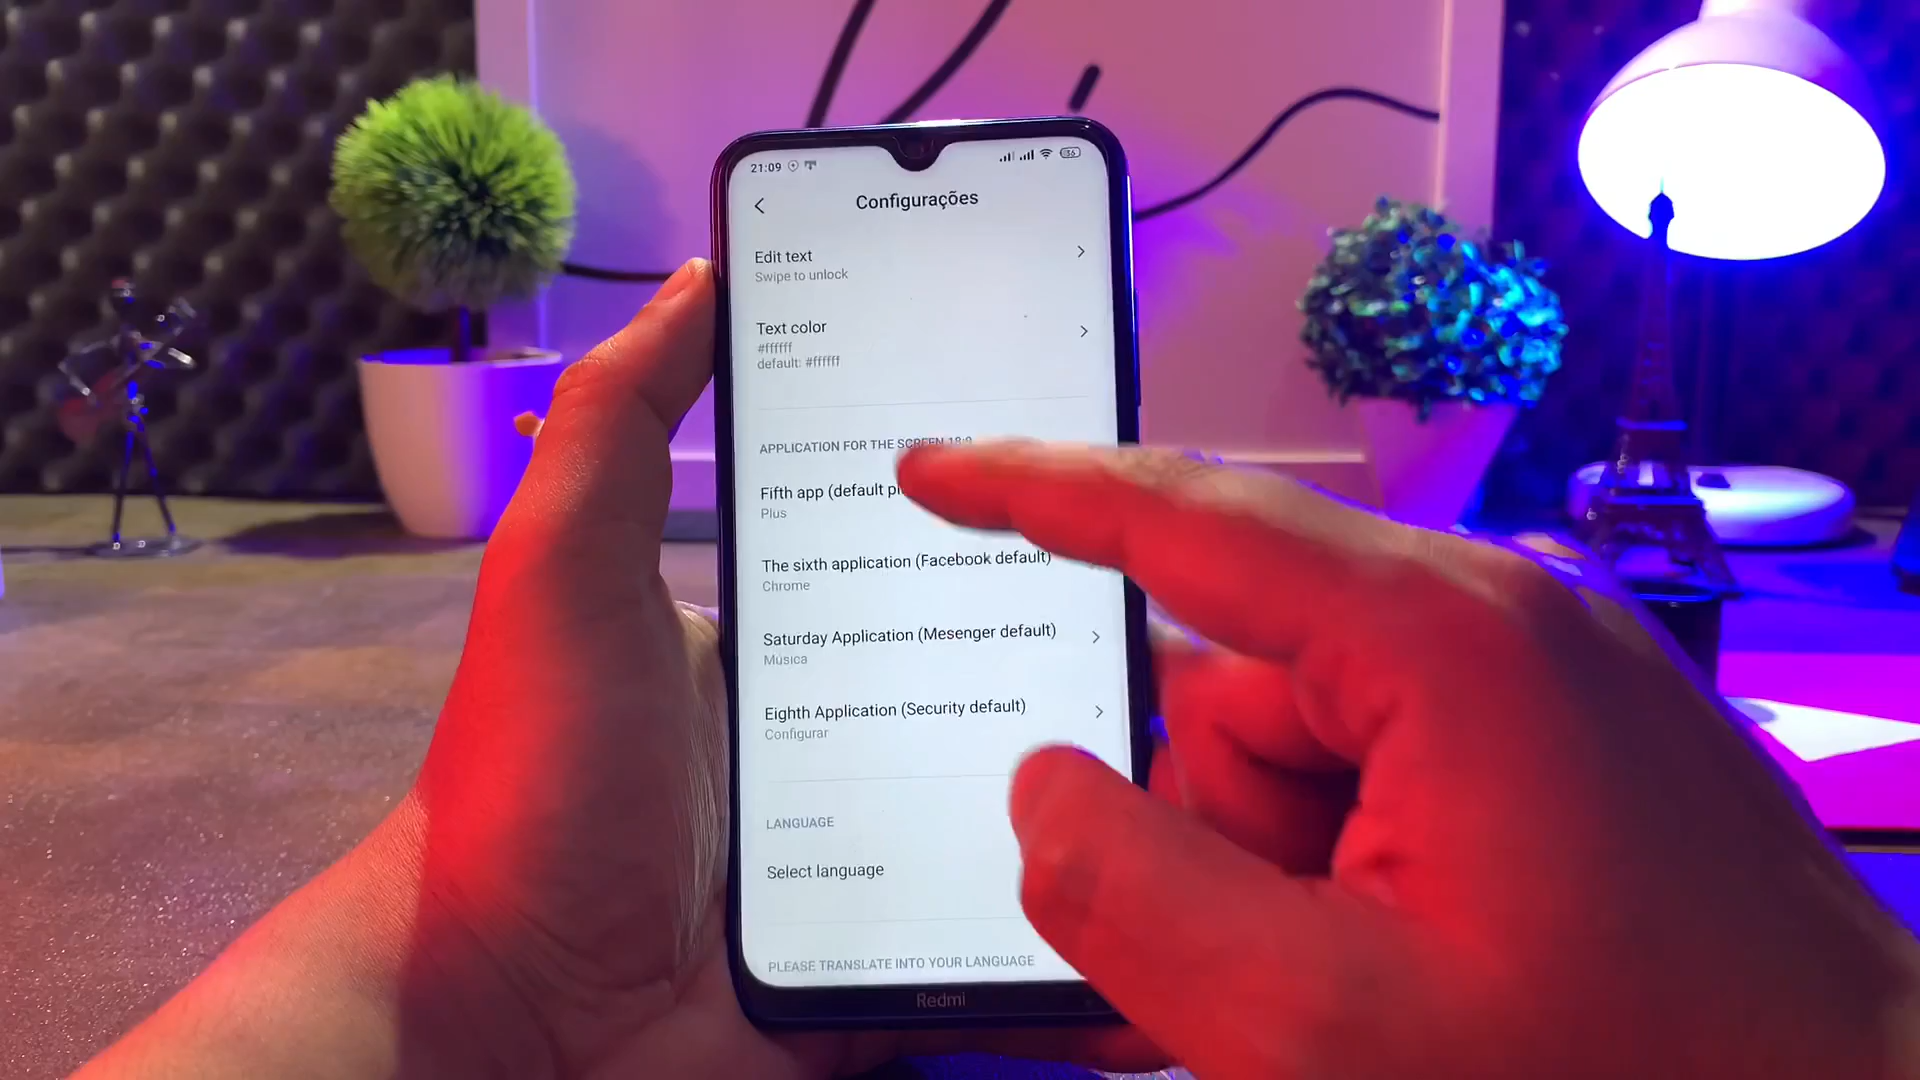 21:09
36
Configurações
Edit text
Swipe to unlock
Text color
#ffffff
default: #ffffff
APPLICATION FOR THE SCREEN 18:9
Fifth app (default
Plus
The sixth application (Facebook default)
Chrome
Saturday Application (Mesenger default)
Música
Eighth Application (Security default)
Configurar
LANGUAGE
Select language
PLEASE TRANSLATE INTO YOUR LANGUAGE
Redmi